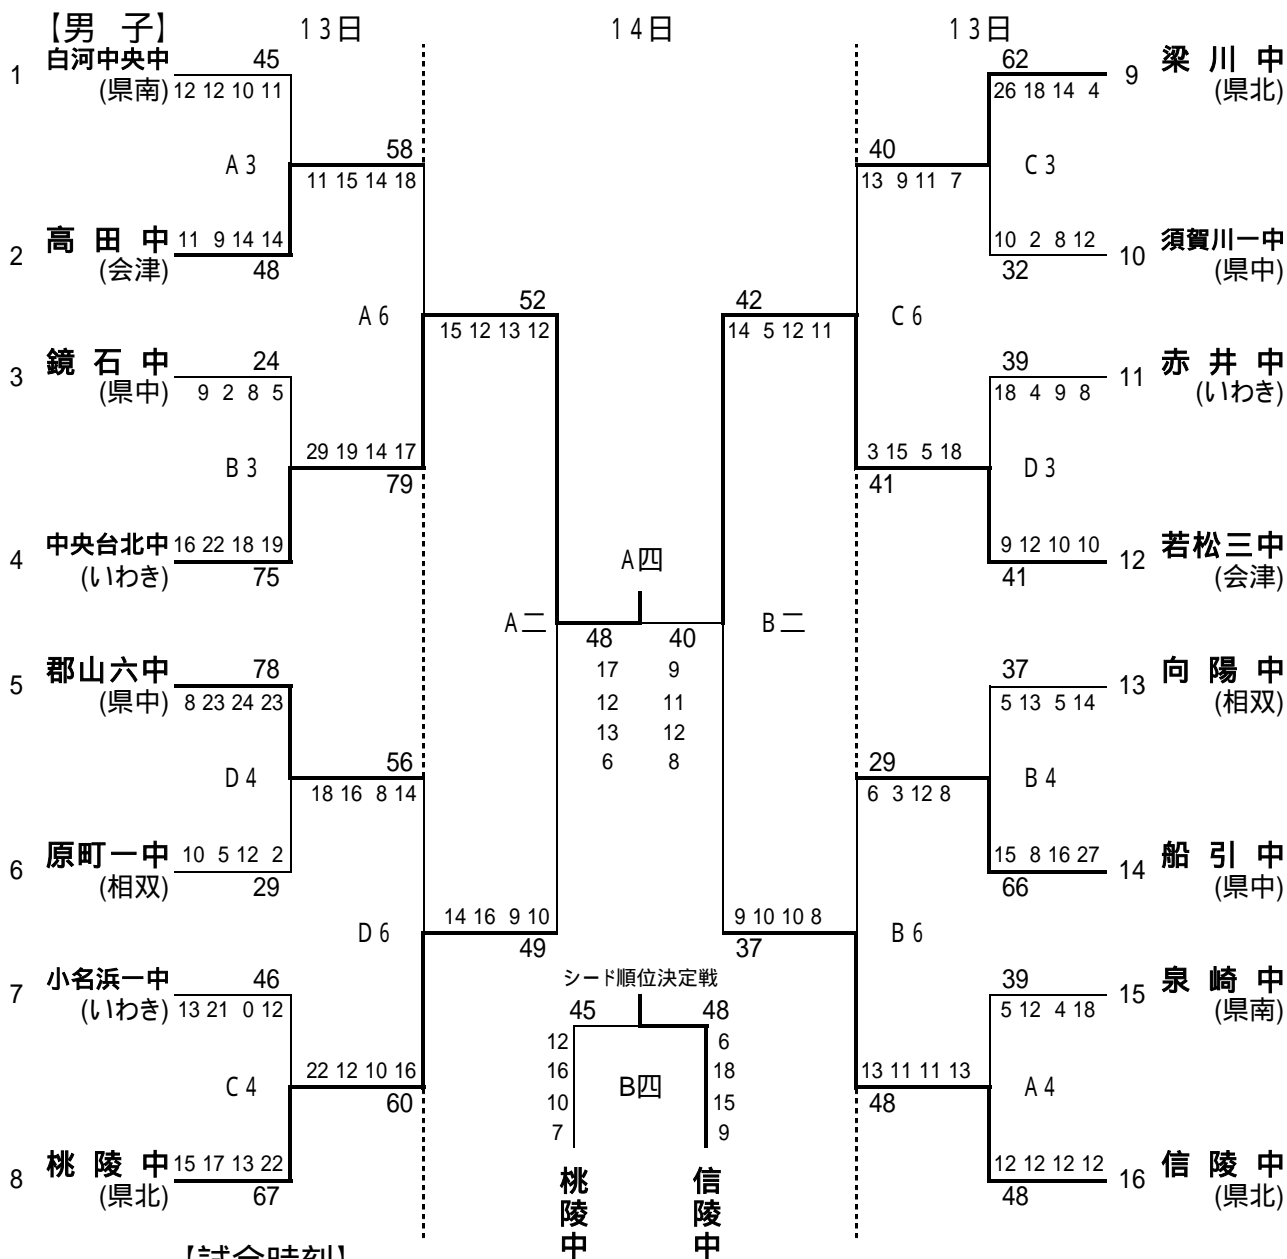 【男 子】 13日 14日 13日
1 白河中央中 45 62 梁 川 中 9
(県南) 12 12 10 11 26 18 14 4 (県北)
58 40
A3 C3
11 15 14 18 13 9 11 7
2 高 田 中 11 9 14 14 10 2 8 12 須賀川一中 10
(会津) 48 32 (県中)
52 42
A6 C6
15 12 13 12 14 5 12 11
3 鏡 石 中 24 39 赤 井 中 11
(県中) 9 2 8 5 18 4 9 8 (いわき)
29 19 14 17 3 15 5 18
B3 D3
79 41
4 中央台北中 16 22 18 19 9 12 10 10 若松三中 12
(いわき) 75 41 (会津)
A四
A二 B二
48 40
17 9
12 11
13 12
6 8
5 郡山六中 78 37 向 陽 中 13
(県中) 8 23 24 23 5 13 5 14 (相双)
56 29
D4 B4
18 16 8 14 6 3 12 8
6 原町一中 10 5 12 2 15 8 16 27 船 引 中 14
(相双) 29 66 (県中)
14 16 9 10 9 10 10 8
D6 B6
49 37
7 小名浜一中 46 39 泉 崎 中 15
(いわき) 13 21 0 12 5 12 4 18 (県南)
シード順位決定戦
45 48
12 6
16 18
10 15
7 9
B四
22 12 10 16 13 11 11 13
C4 A4
60 48
8 桃 陵 中 15 17 13 22 12 12 12 12 信 陵 中 16
(県北) 67 48 (県北)
桃陵中
信陵中
【試合時刻】